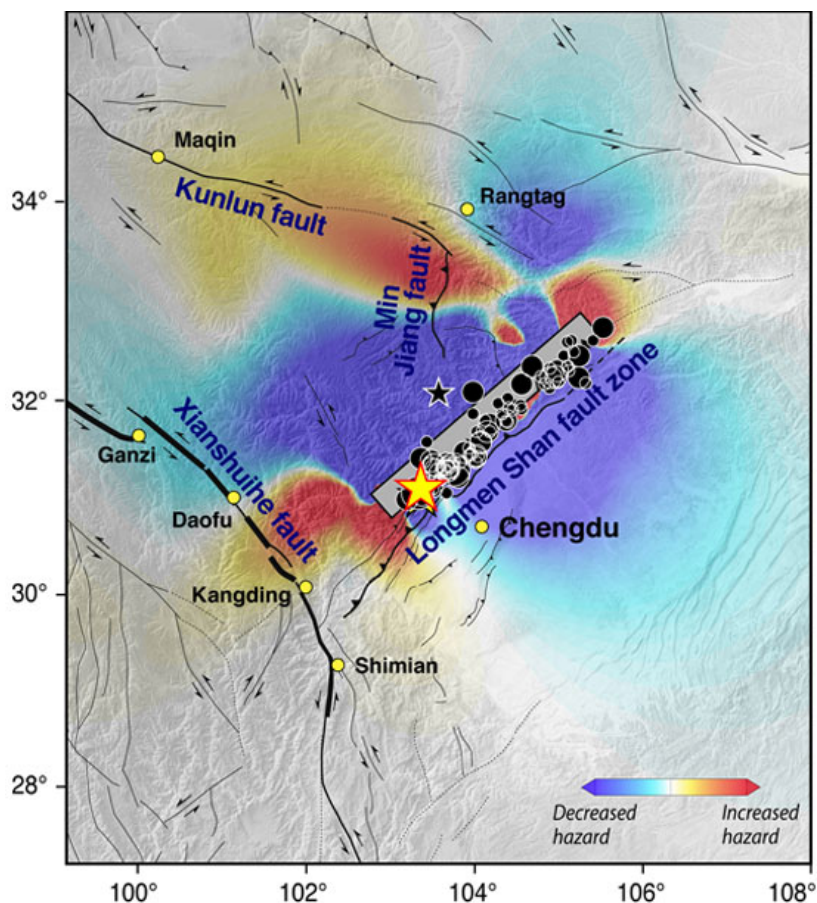 Maqin
34°
Rangtag
Kunlun fault
Min
Jiang fault
32°
Ganzi
Xianshuihe fault
Longmen Shan fault zone
Daofu
Chengdu
30°
Kangding
Shimian
28°
Decreased
hazard
Increased
hazard
100°
102°
104°
106°
108°